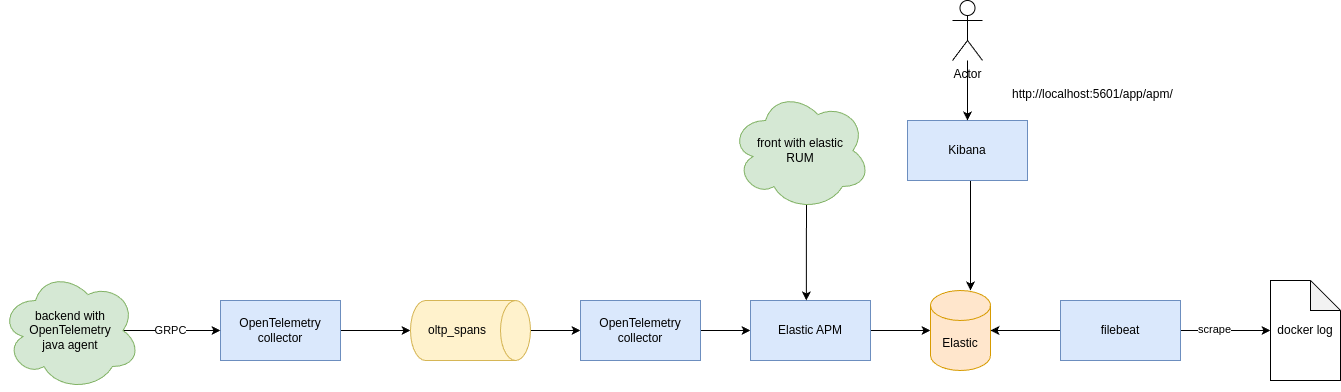 Actor
http://localhost:5601/app/apm/
front with elastic
RUM
Kibana
backend with
OpenTelemetry
java agent
GRPC
OpenTelemetry
collector
oltp_spans
OpenTelemetry
collector
Elastic APM
Elastic
filebeat
scrape
docker log